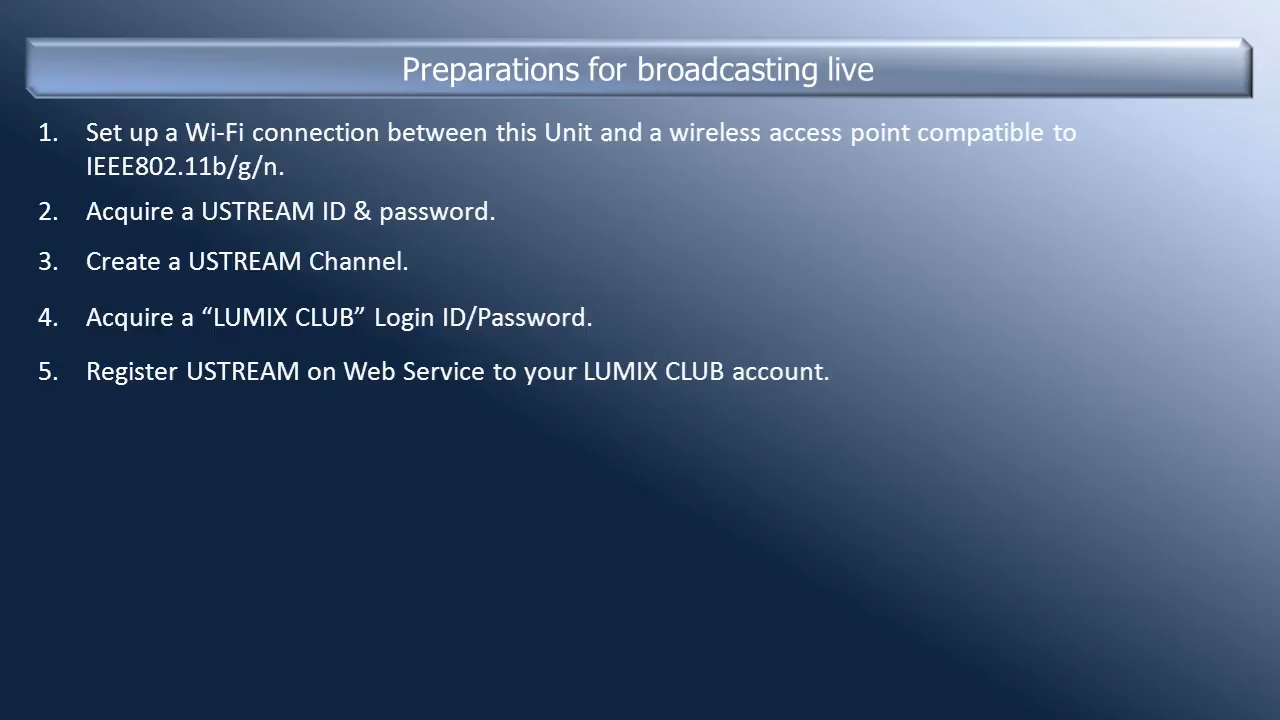 Preparations for broadcasting live
1. Set up a Wi-Fi connection between this Unit and a wireless access point compatible to
IEEE802.11b/g/n.
2. Acquire a USTREAM ID & password.
3. Create a USTREAM Channel.
4. Acquire a “LUMIX CLUB” Login ID/Password.
5. Register USTREAM on Web Service to your LUMIX CLUB account.